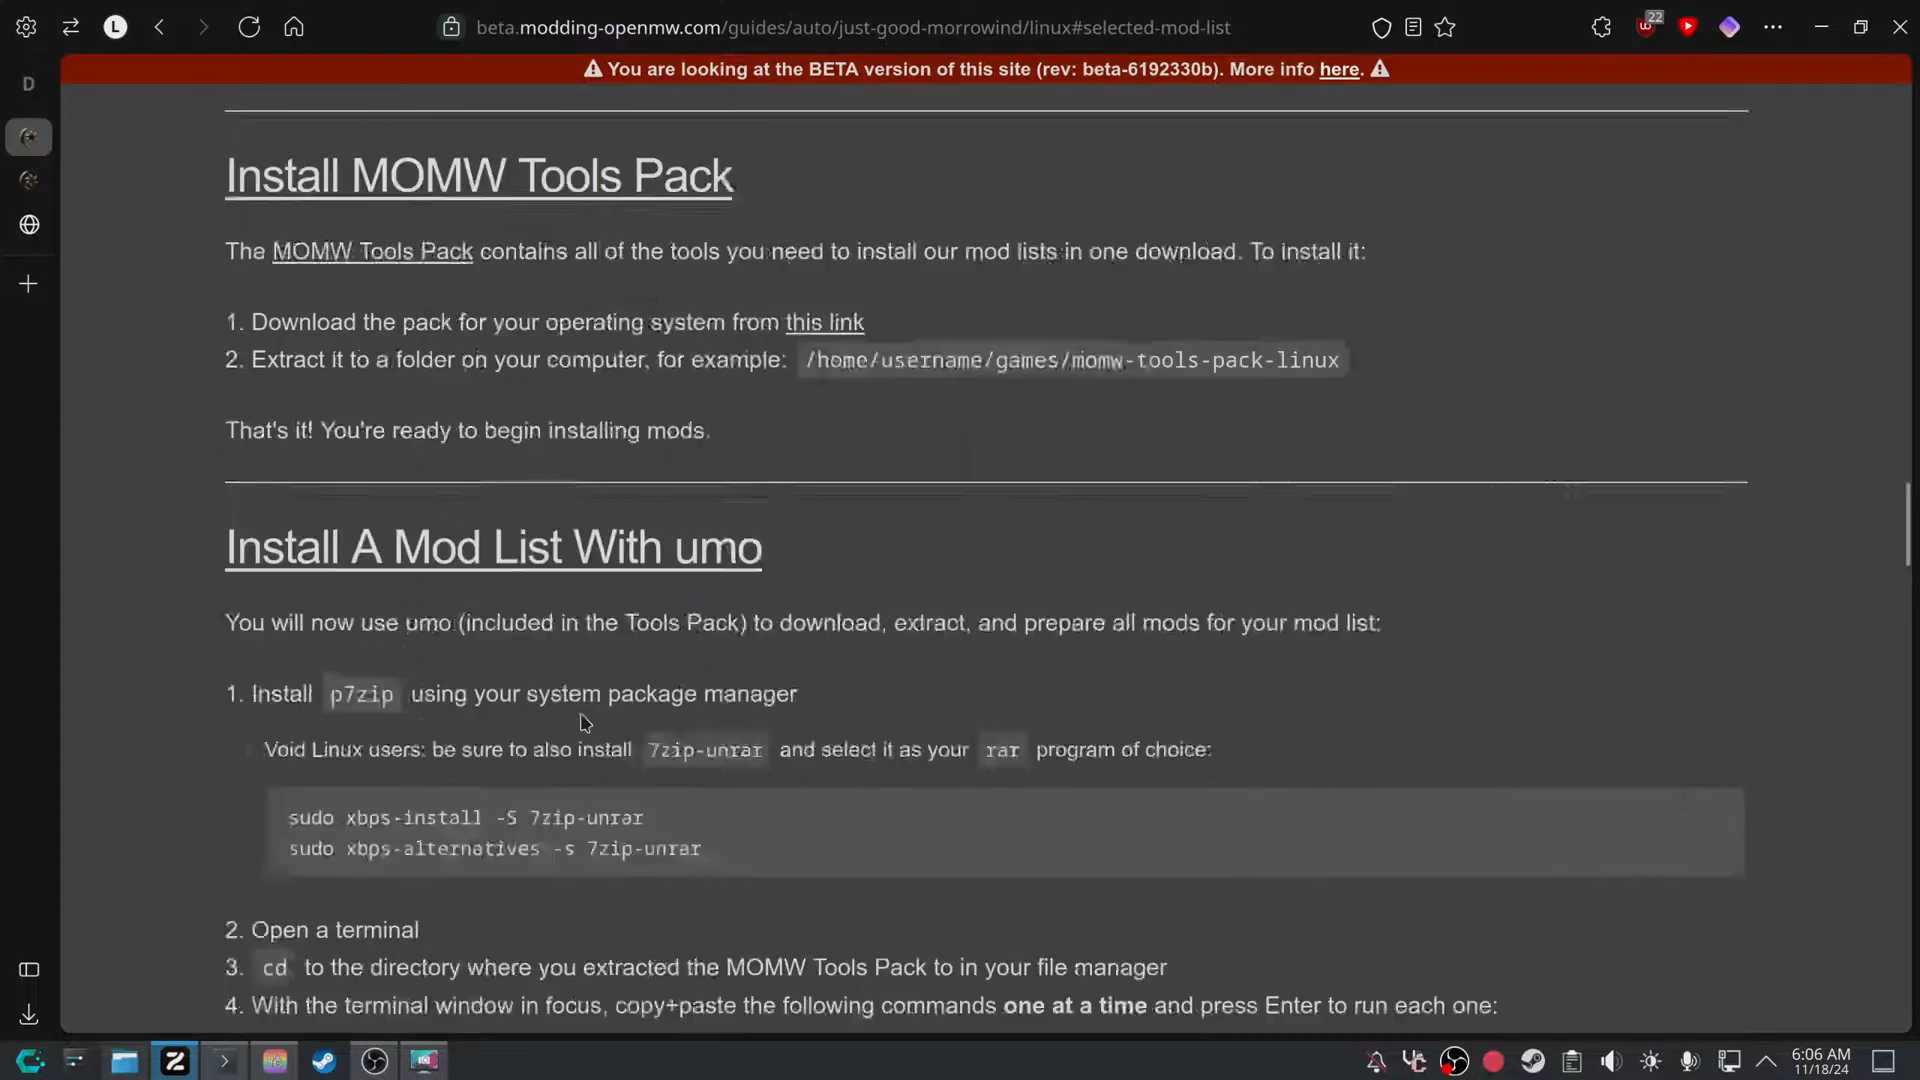 L
beta.modding-openmw.com/guides/auto/just-good-morrowind/linux#selected-mod-list
22
D
⚠ You are looking at the BETA version of this site (rev: beta-6192330b). More info here. ⚠
Install MOMW Tools Pack
The MOMW Tools Pack contains all of the tools you need to install our mod lists in one download. To install it:
1. Download the pack for your operating system from this link
2. Extract it to a folder on your computer, for example: /home/username/games/momw-tools-pack-linux
That's it! You're ready to begin installing mods.
Install A Mod List With umo
You will now use umo (included in the Tools Pack) to download, extract, and prepare all mods for your mod list:
1. Install p7zip using your system package manager
Void Linux users: be sure to also install 7zip-unrar and select it as your rar program of choice:
sudo xbps-install -S 7zip-unrar
sudo xbps-alternatives -s 7zip-unrar
2. Open a terminal
3. cd to the directory where you extracted the MOMW Tools Pack to in your file manager
4. With the terminal window in focus, copy+paste the following commands one at a time and press Enter to run each one:
6:06 AM
11/18/24